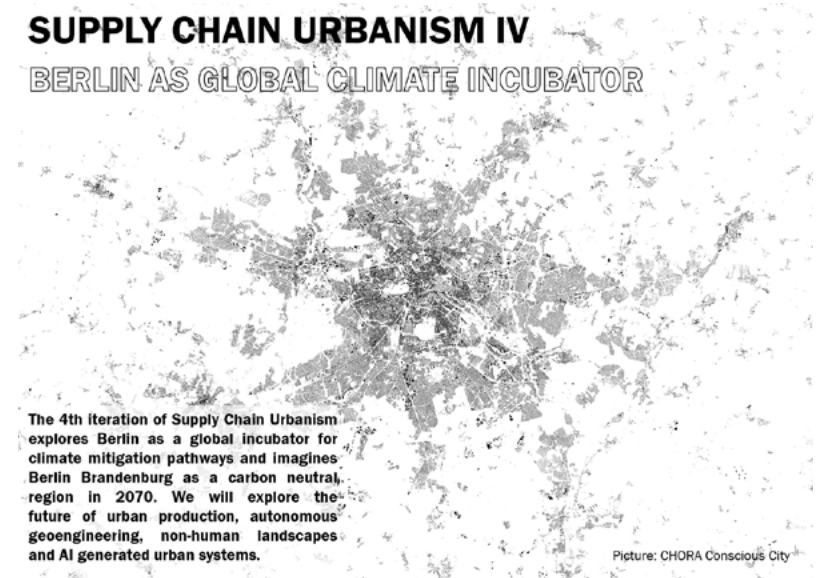 SUPPLY CHAIN URBANISM IV
BERLIN AS GLOBAL CLIMATE INCUBATOR
The 4th iteration of Supply Chain Urbanism
explores Berlin as a global incubator for
climate mitigation pathways and imagines
Berlin Brandenburg as a carbon neutral,
region in 2070. We will explore the
future of urban production, autonomous
geoengineering, non-human landscapes
and AI generated urban systems.
Picture: CHORA Conscious City